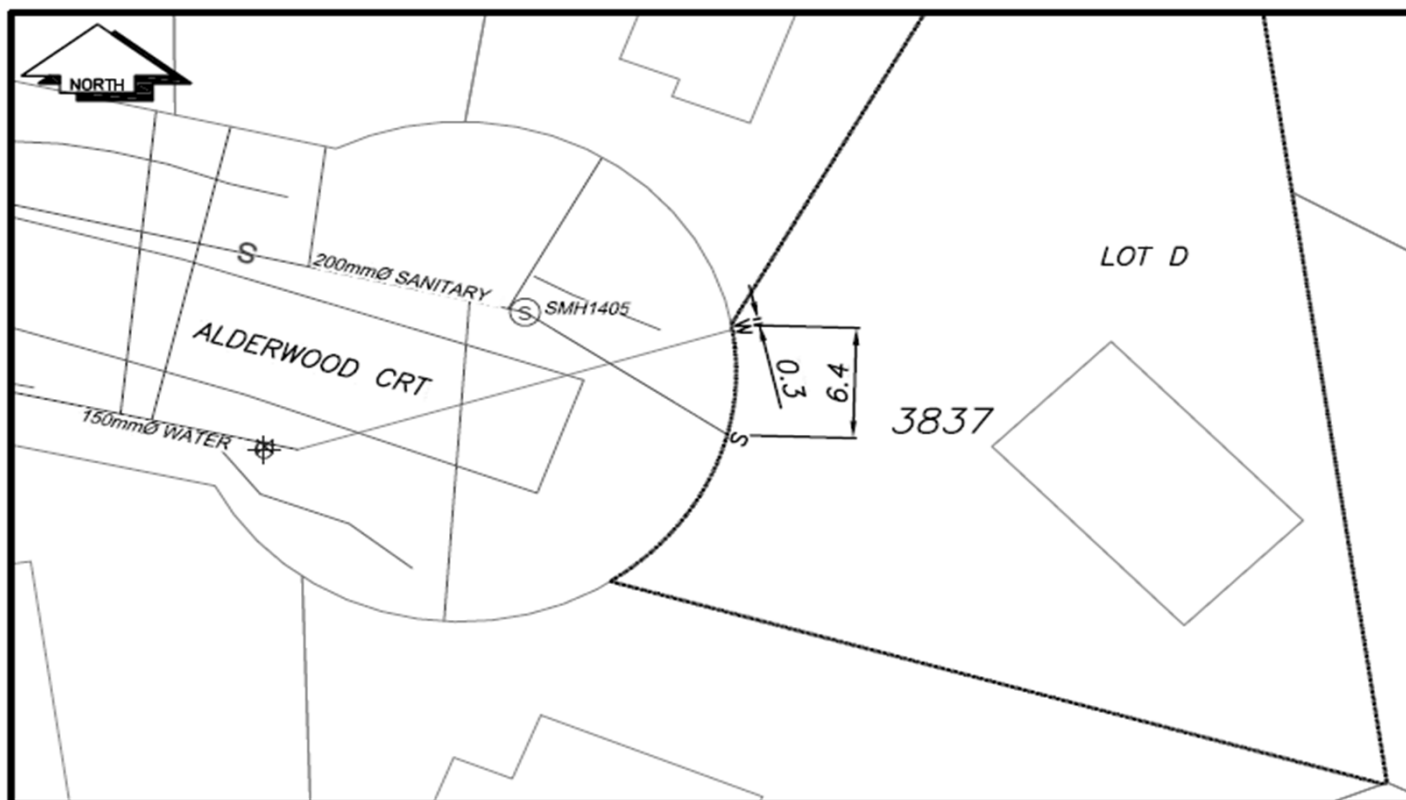 NORTH
S
200mmØ SANITARY
S
SMH1405
LOT D
ALDERWOOD CRT
W
0.3
6.4
3837
150mmØ WATER
S